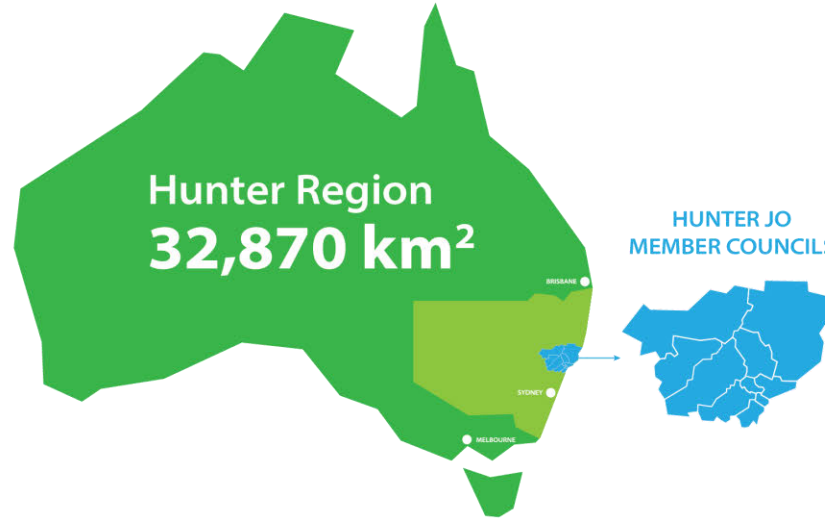 Hunter Region
32,870 km²
HUNTER JO
MEMBER COUNCILS
BRISBANE
SYDNEY
MELBOURNE